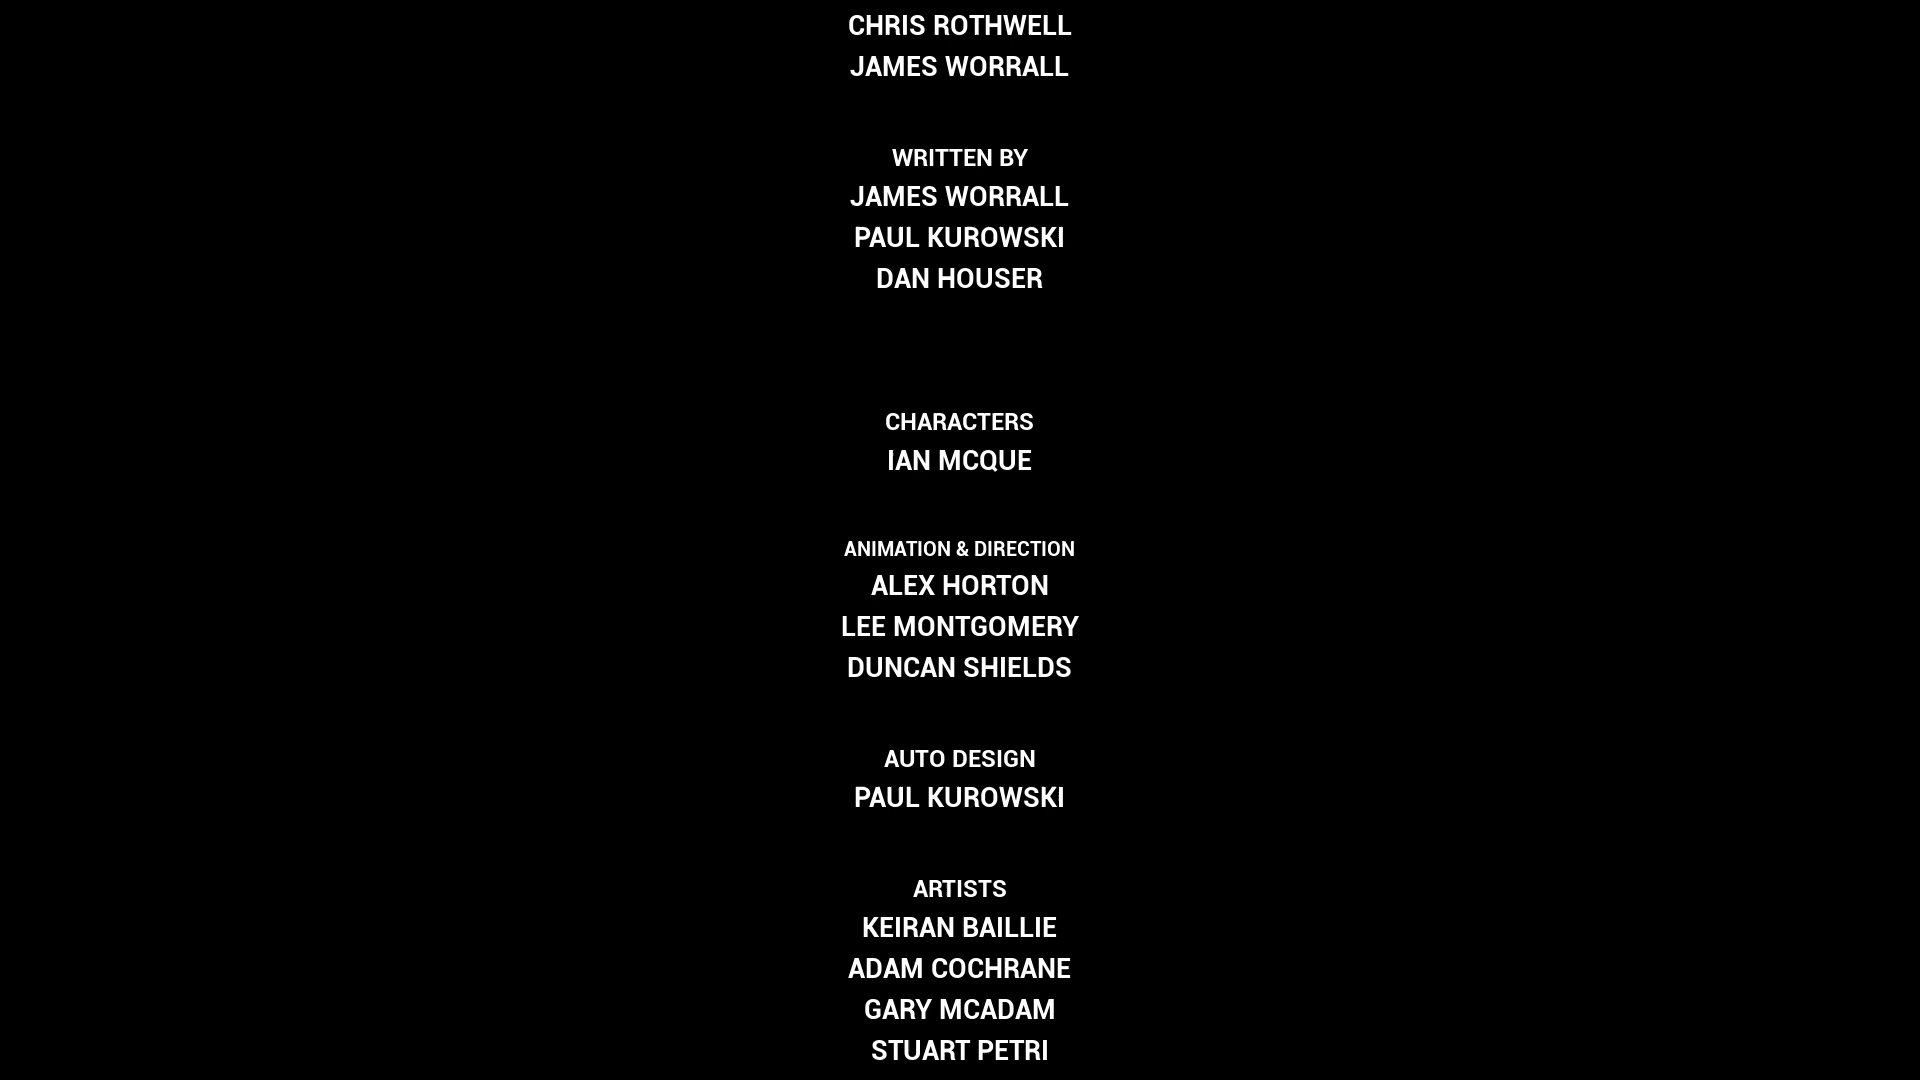 CHRIS ROTHWELL
JAMES WORRALL
WRITTEN BY
JAMES WORRALL
PAUL KUROWSKI
DAN HOUSER
CHARACTERS
IAN MCQUE
ANIMATION & DIRECTION
ALEX HORTON
LEE MONTGOMERY
DUNCAN SHIELDS
AUTO DESIGN
PAUL KUROWSKI
ARTISTS
KEIRAN BAILLIE
ADAM COCHRANE
GARY MCADAM
STUART PETRI